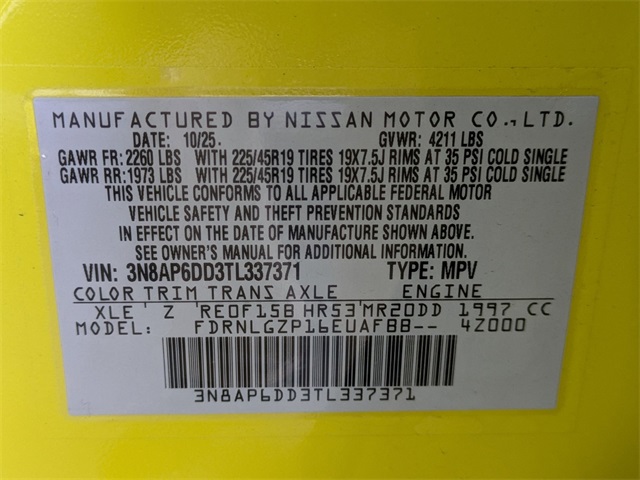 MANUFACTURED BY NISSAN MOTOR CO., LTD.
DATE: 10/25. GVWR: 4211 LBS
GAWR FR: 2260 LBS WITH 225/45R19 TIRES 19X7.5J RIMS AT 35 PSI COLD SINGLE
GAWR RR: 1973 LBS WITH 225/45R19 TIRES 19X7.5J RIMS AT 35 PSI COLD SINGLE
THIS VEHICLE CONFORMS TO ALL APPLICABLE FEDERAL MOTOR
VEHICLE SAFETY AND THEFT PREVENTION STANDARDS
IN EFFECT ON THE DATE OF MANUFACTURE SHOWN ABOVE.
SEE OWNER'S MANUAL FOR ADDITIONAL INFORMATION.
VIN: 3N8AP6DD3TL337371 TYPE: MPV
COLOR TRIM TRANS AXLE ENGINE
XLE Z RE0F15B HR53 MR20DD 1997 CC
MODEL: FDRNLGZP16EUAFBB-- 4Z000
3N8AP6DD3TL337371